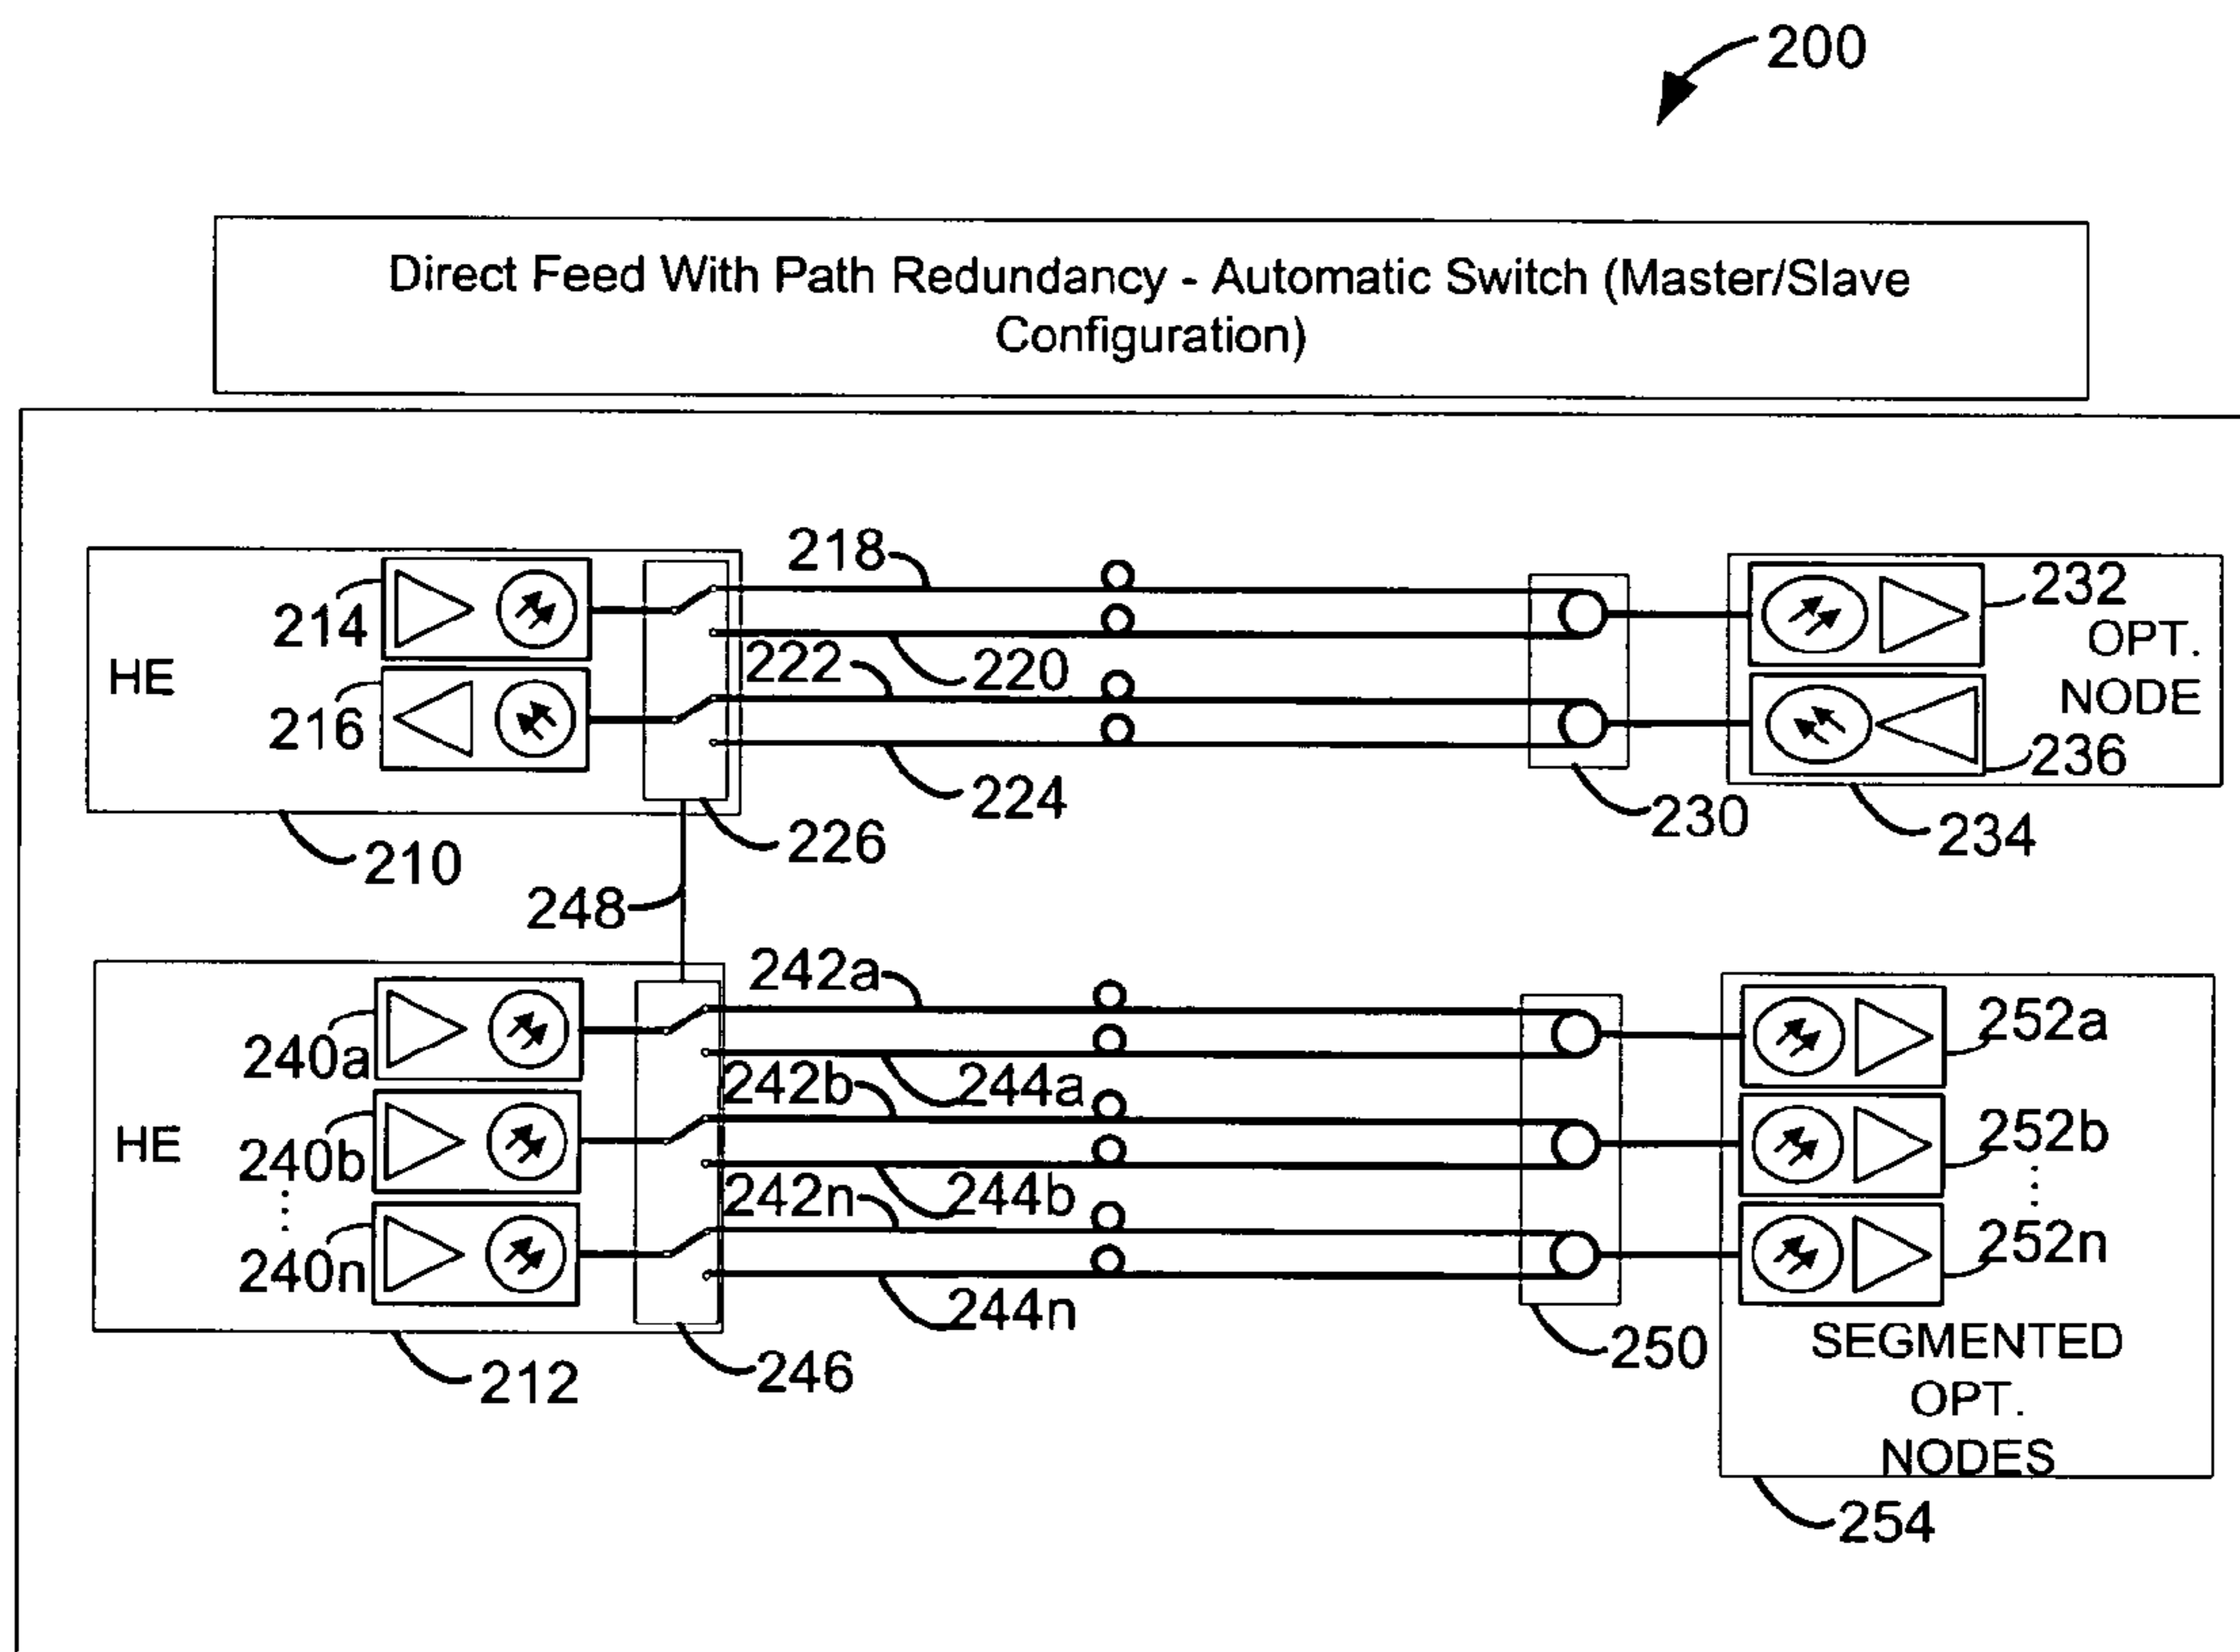 200
Direct Feed With Path Redundancy - Automatic Switch (Master/Slave
Configuration)
218
214
232
HE
222
220
OPT.
NODE
216
236
224
230
226
234
210
248
242a
240a
252a
242b
244a
HE
240b
252b
242n
244b
240n
252n
244n
SEGMENTED
OPT.
NODES
250
212
246
254